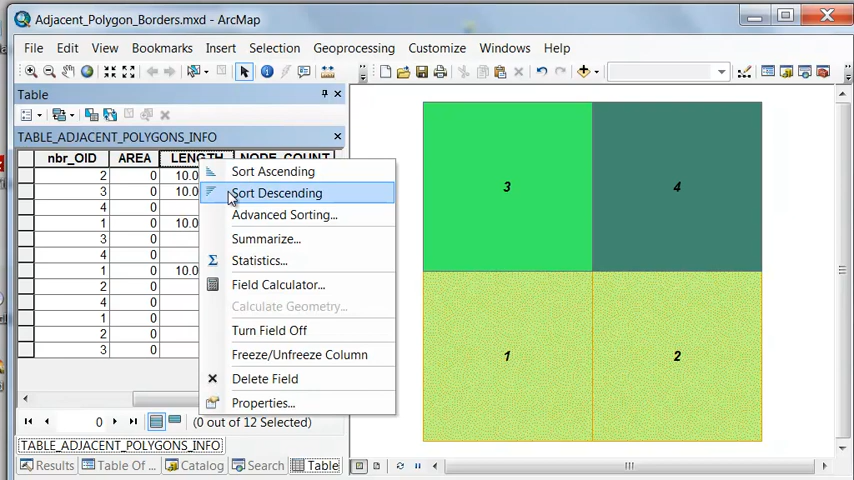 Adjacent_Polygon_Borders.mxd - ArcMap
File Edit View Bookmarks Insert Selection Geoprocessing Customize Windows Help
Table
TABLE_ADJACENT_POLYGONS_INFO
nbr_OID AREA LENGTH NODE_COUNT
2 0 10.0
3 0 10.0
4 0
1 0 10.0
3 0
4 0
1 0 10.0
2 0
4 0
1 0
2 0
3 0
Sort Ascending
Sort Descending
Advanced Sorting...
Summarize...
Σ Statistics...
Field Calculator...
Calculate Geometry...
Turn Field Off
Freeze/Unfreeze Column
Delete Field
Properties...
0 (0 out of 12 Selected)
TABLE_ADJACENT_POLYGONS_INFO
Results Table Of ... Catalog Search Table
3 4
1 2